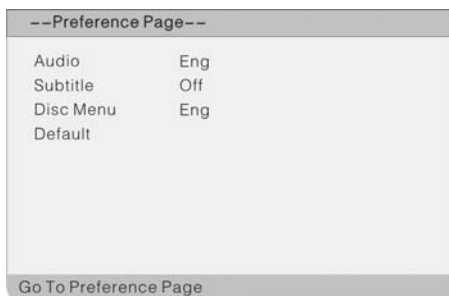 --Preference Page--
Audio Eng
Subtitle Off
Disc Menu Eng
Default
Go To Preference Page